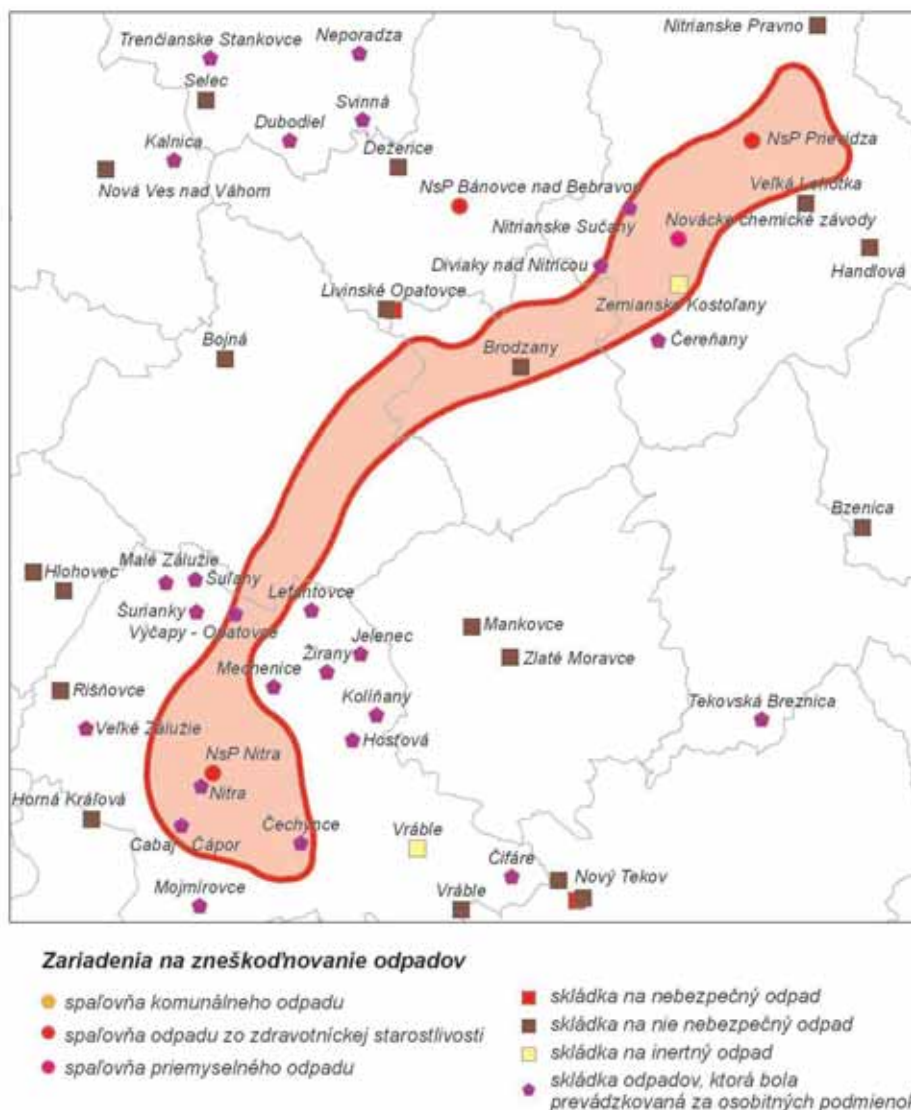 Nitrianske Pravno
Trenčianske Stankovce
Neporadza
Selec
Svinná
Dubodiel
Kalnica
Dežerice
NsP Prievidza
Nová Ves nad Váhom
NsP Bánovce nad Bebravou
Veľká Lehôtka
Nitrianske Sučany
Novácke chemické závody
Diviaky nad Nitricou
Handlová
Livinské Opatovce
Zemianske Kostoľany
Bojná
Brodzany
Čereňany
Bzenica
Malé Zálužie
Hlohovec
Šuľany
Lefantovce
Šurianky
Výčapy - Opatovce
Mankovce
Jelenec
Žirany
Zlaté Moravce
Mechenice
Rišňovce
Kolíňany
Tekovská Breznica
Veľké Zálužie
Hosťová
NsP Nitra
Nitra
Horná Kráľová
Čechynce
Vráble
Cabaj - Čápor
Čifáre
Nový Tekov
Mojmírovce
Vráble
Zariadenia na zneškodňovanie odpadov
spaľovňa komunálneho odpadu
spaľovňa odpadu zo zdravotníckej starostlivosti
spaľovňa priemyselného odpadu
skládka na nebezpečný odpad
skládka na nie nebezpečný odpad
skládka na inertný odpad
skládka odpadov, ktorá bola
prevádzkovaná za osobitných podmienok